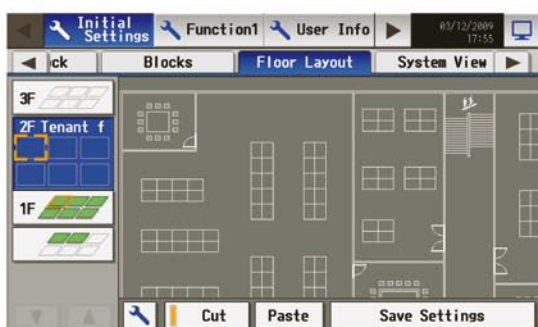 Initial
Settings
Function1
User Info
03/12/2009
17:55
ck
Blocks
Floor Layout
System View
3F
2F Tenant f
1F
Cut
Paste
Save Settings